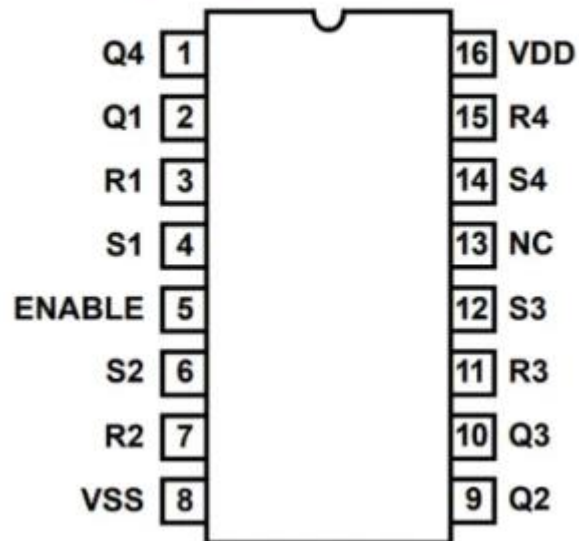 Q4 1 16 VDD
Q1 2 15 R4
R1 3 14 S4
S1 4 13 NC
ENABLE 5 12 S3
S2 6 11 R3
R2 7 10 Q3
VSS 8 9 Q2